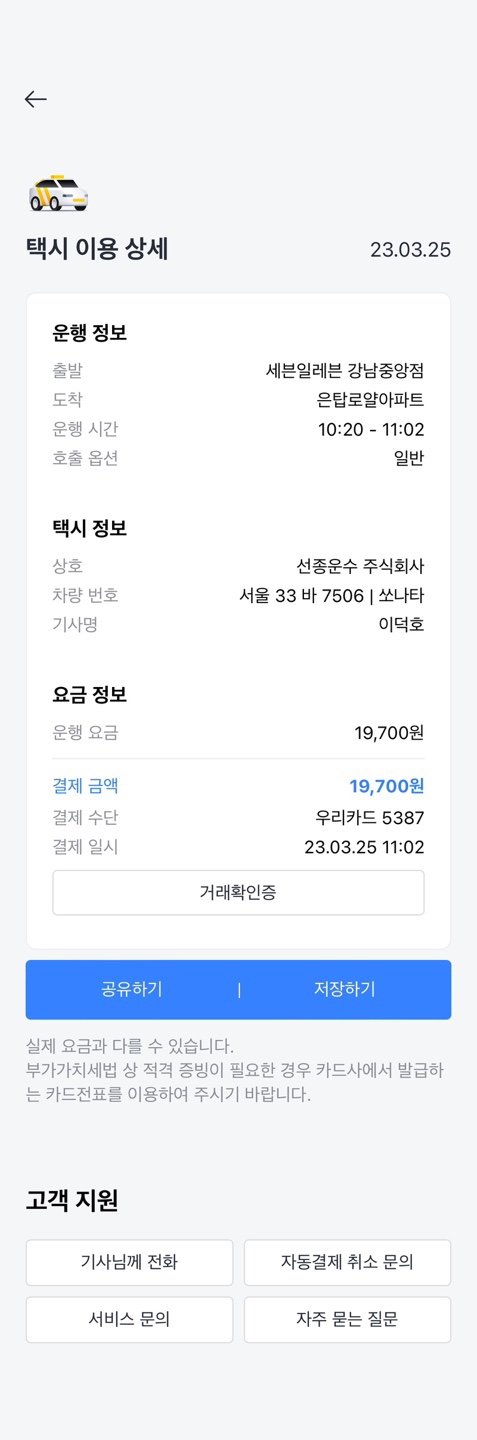 택시 이용 상세 23.03.25
운행 정보
출발 세븐일레븐 강남중앙점
도착 은탑로얄아파트
운행 시간 10:20 - 11:02
호출 옵션 일반
택시 정보
상호 선종운수 주식회사
차량 번호 서울 33 바 7506 | 쏘나타
기사명 이덕호
요금 정보
운행 요금 19,700원
결제 금액 19,700원
결제 수단 우리카드 5387
결제 일시 23.03.25 11:02
거래확인증
공유하기 | 저장하기
실제 요금과 다를 수 있습니다.
부가가치세법 상 적격 증빙이 필요한 경우 카드사에서 발급하
는 카드전표를 이용하여 주시기 바랍니다.
고객 지원
기사님께 전화 자동결제 취소 문의
서비스 문의 자주 묻는 질문